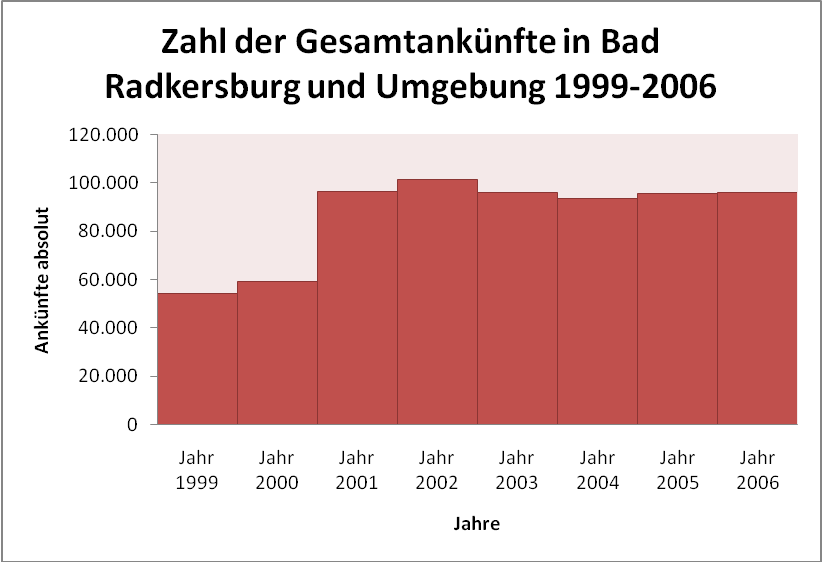 Zahl der Gesamtankünfte in Bad
Radkersburg und Umgebung 1999-2006
120.000
100.000
80.000
60.000
40.000
20.000
0
Ankünfte absolut
Jahr 1999
Jahr 2000
Jahr 2001
Jahr 2002
Jahr 2003
Jahr 2004
Jahr 2005
Jahr 2006
Jahre